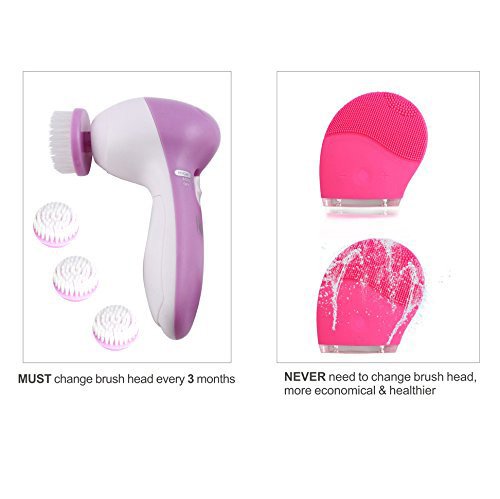 MUST change brush head every 3 months
NEVER need to change brush head,
more economical & healthier